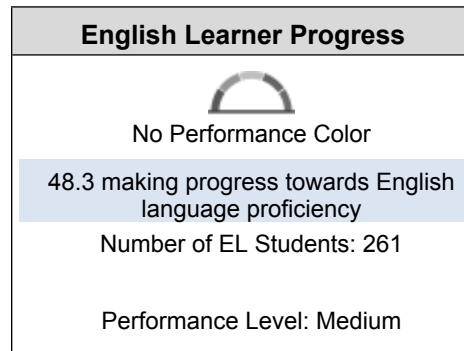 English Learner Progress
No Performance Color
48.3 making progress towards English
language proficiency
Number of EL Students: 261
Performance Level: Medium